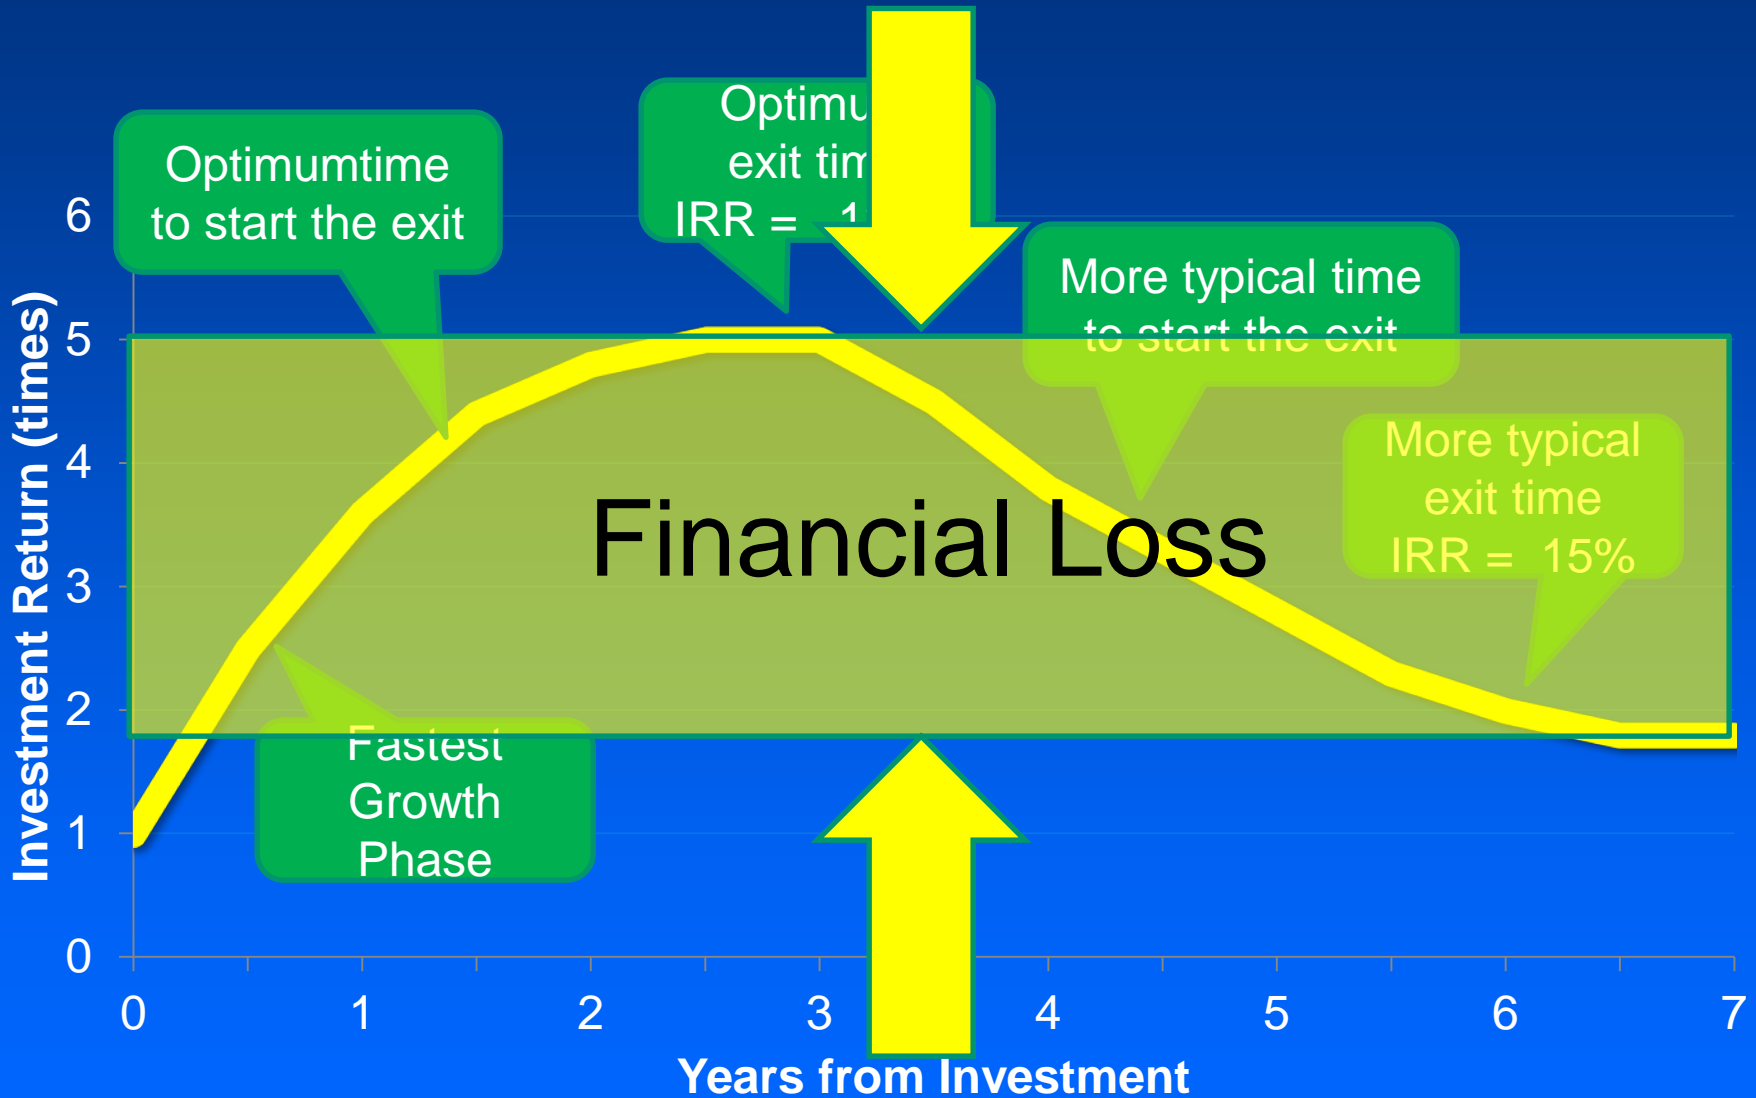 Optimumtime
to start the exit
Optimu
exit tim
IRR = 1
More typical time
to start the exit
More typical
exit time
IRR = 15%
Financial Loss
Fastest
Growth
Phase
Investment Return (times)
6
5
4
3
2
1
0
0 1 2 3 4 5 6 7
Years from Investment